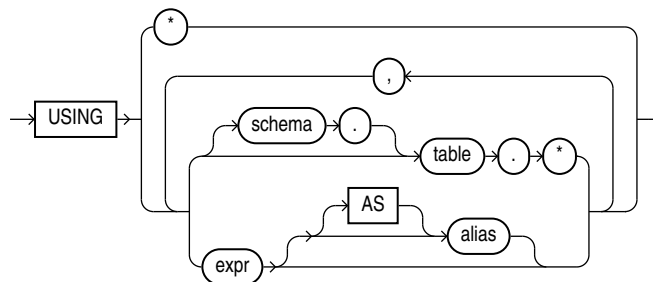 *
,
USING
schema .
table . *
AS
alias
expr